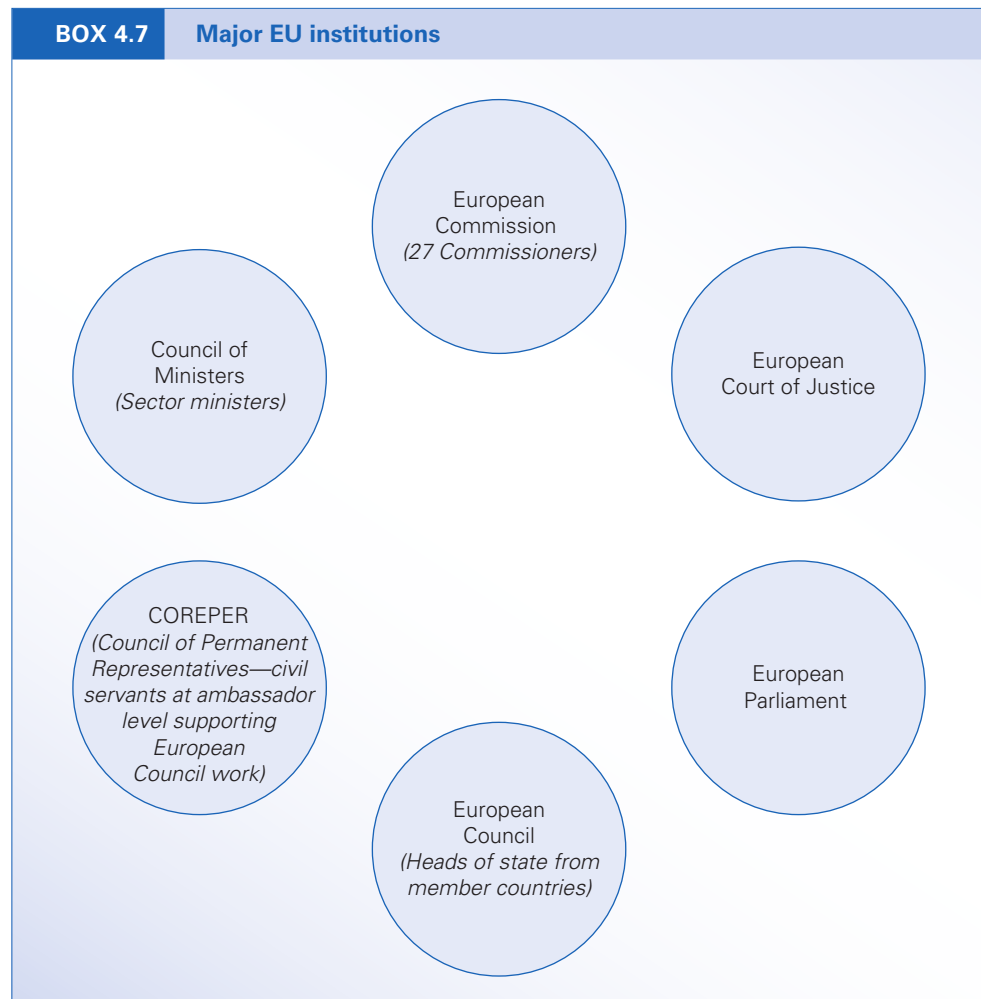 BOX 4.7 Major EU institutions
European
Commission
(27 Commissioners)
Council of
Ministers
(Sector ministers)
European
Court of Justice
COREPER
(Council of Permanent
Representatives—civil
servants at ambassador
level supporting
European
Council work)
European
Parliament
European
Council
(Heads of state from
member countries)